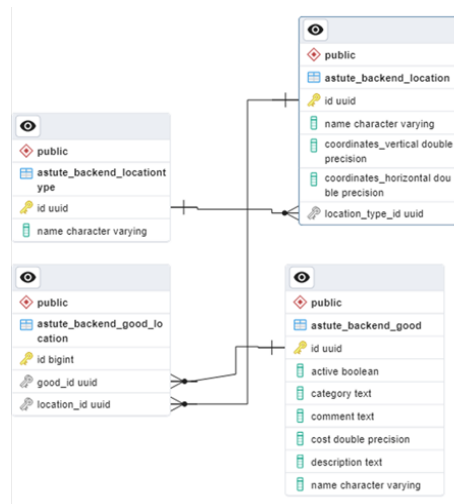 public
astute_backend_location
id uuid
name character varying
coordinates_vertical double
precision
coordinates_horizontal dou
ble precision
location_type_id uuid
public
astute_backend_locationt
ype
id uuid
name character varying
public
astute_backend_good_lo
cation
id bigint
good_id uuid
location_id uuid
public
astute_backend_good
id uuid
active boolean
category text
comment text
cost double precision
description text
name character varying